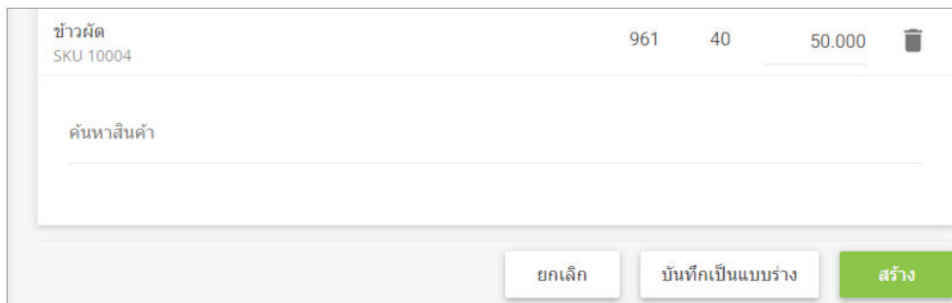 ข้าวผัด 961 40 50.000
SKU 10004
ค้นหาสินค้า
ยกเลิก บันทึกเป็นแบบร่าง สร้าง